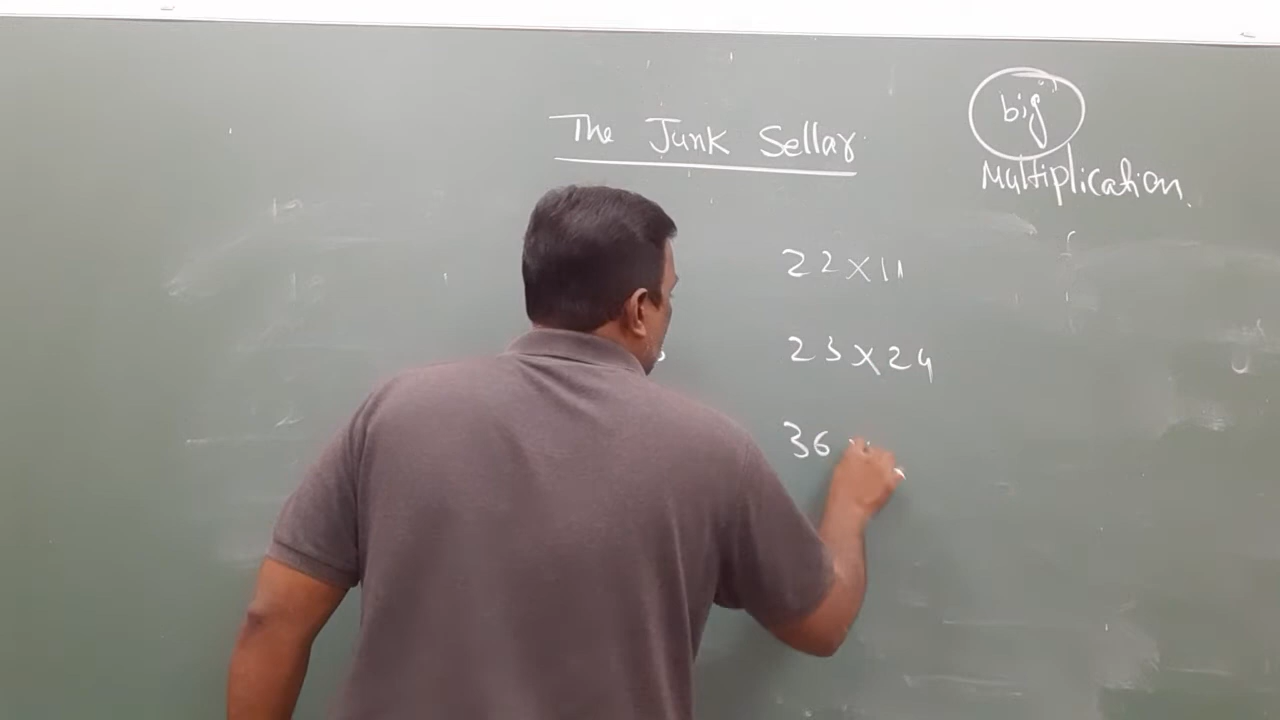 The Junk Sellar
big
Multiplication.
22×11
23×24
36